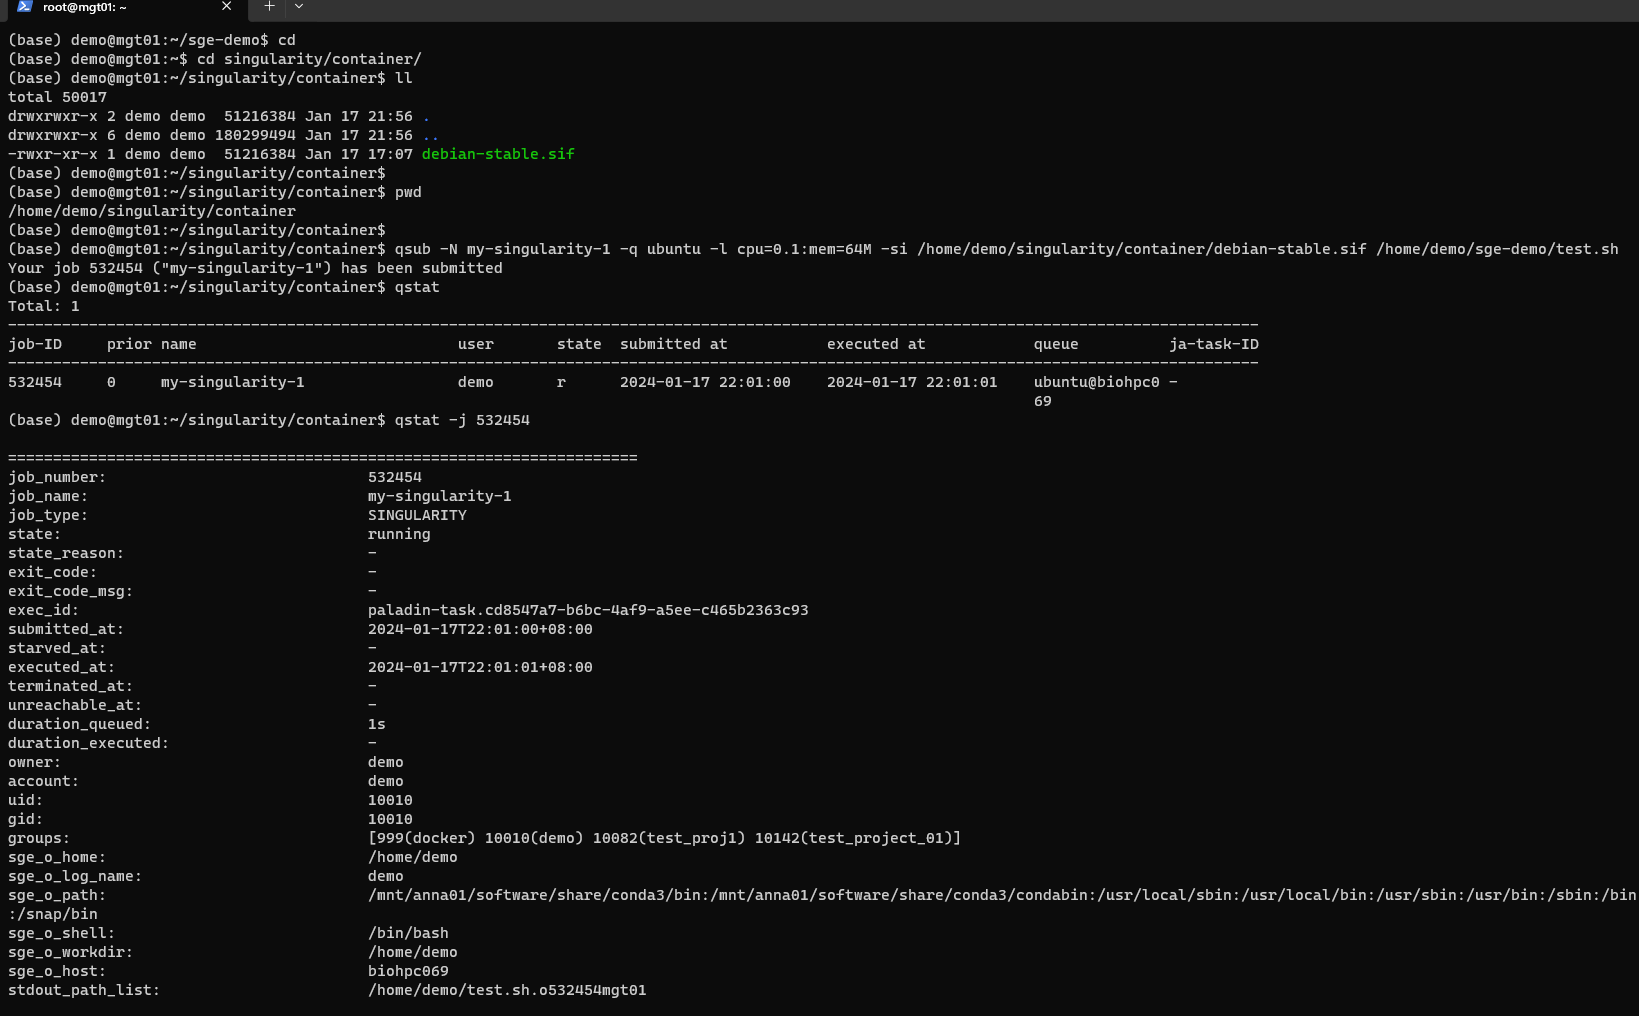 root@mgt01: ~
(base) demo@mgt01:~/sge-demo$ cd
(base) demo@mgt01:~$ cd singularity/container/
(base) demo@mgt01:~/singularity/container$ ll
total 50017
drwxrwxr-x 2 demo demo  51216384 Jan 17 21:56 .
drwxrwxr-x 6 demo demo 180299494 Jan 17 21:56 ..
-rwxr-xr-x 1 demo demo  51216384 Jan 17 17:07 debian-stable.sif
(base) demo@mgt01:~/singularity/container$
(base) demo@mgt01:~/singularity/container$ pwd
/home/demo/singularity/container
(base) demo@mgt01:~/singularity/container$
(base) demo@mgt01:~/singularity/container$ qsub -N my-singularity-1 -q ubuntu -l cpu=0.1:mem=64M -si /home/demo/singularity/container/debian-stable.sif /home/demo/sge-demo/test.sh
Your job 532454 ("my-singularity-1") has been submitted
(base) demo@mgt01:~/singularity/container$ qstat
Total: 1
-------------------------------------------------------------------------------------------------------------------------------------------
job-ID     prior name                             user       state  submitted at           executed at            queue          ja-task-ID
-------------------------------------------------------------------------------------------------------------------------------------------
532454     0     my-singularity-1                 demo       r      2024-01-17 22:01:00    2024-01-17 22:01:01    ubuntu@biohpc0 -
69
(base) demo@mgt01:~/singularity/container$ qstat -j 532454
======================================================================
job_number:                             532454
job_name:                               my-singularity-1
job_type:                               SINGULARITY
state:                                  running
state_reason:                           -
exit_code:                              -
exit_code_msg:                          -
exec_id:                                paladin-task.cd8547a7-b6bc-4af9-a5ee-c465b2363c93
submitted_at:                           2024-01-17T22:01:00+08:00
starved_at:                             -
executed_at:                            2024-01-17T22:01:01+08:00
terminated_at:                          -
unreachable_at:                         -
duration_queued:                        1s
duration_executed:                      -
owner:                                  demo
account:                                demo
uid:                                    10010
gid:                                    10010
groups:                                 [999(docker) 10010(demo) 10082(test_proj1) 10142(test_project_01)]
sge_o_home:                             /home/demo
sge_o_log_name:                         demo
sge_o_path:                             /mnt/anna01/software/share/conda3/bin:/mnt/anna01/software/share/conda3/condabin:/usr/local/sbin:/usr/local/bin:/usr/sbin:/usr/bin:/sbin:/bin
:/snap/bin
sge_o_shell:                            /bin/bash
sge_o_workdir:                          /home/demo
sge_o_host:                             biohpc069
stdout_path_list:                       /home/demo/test.sh.o532454mgt01